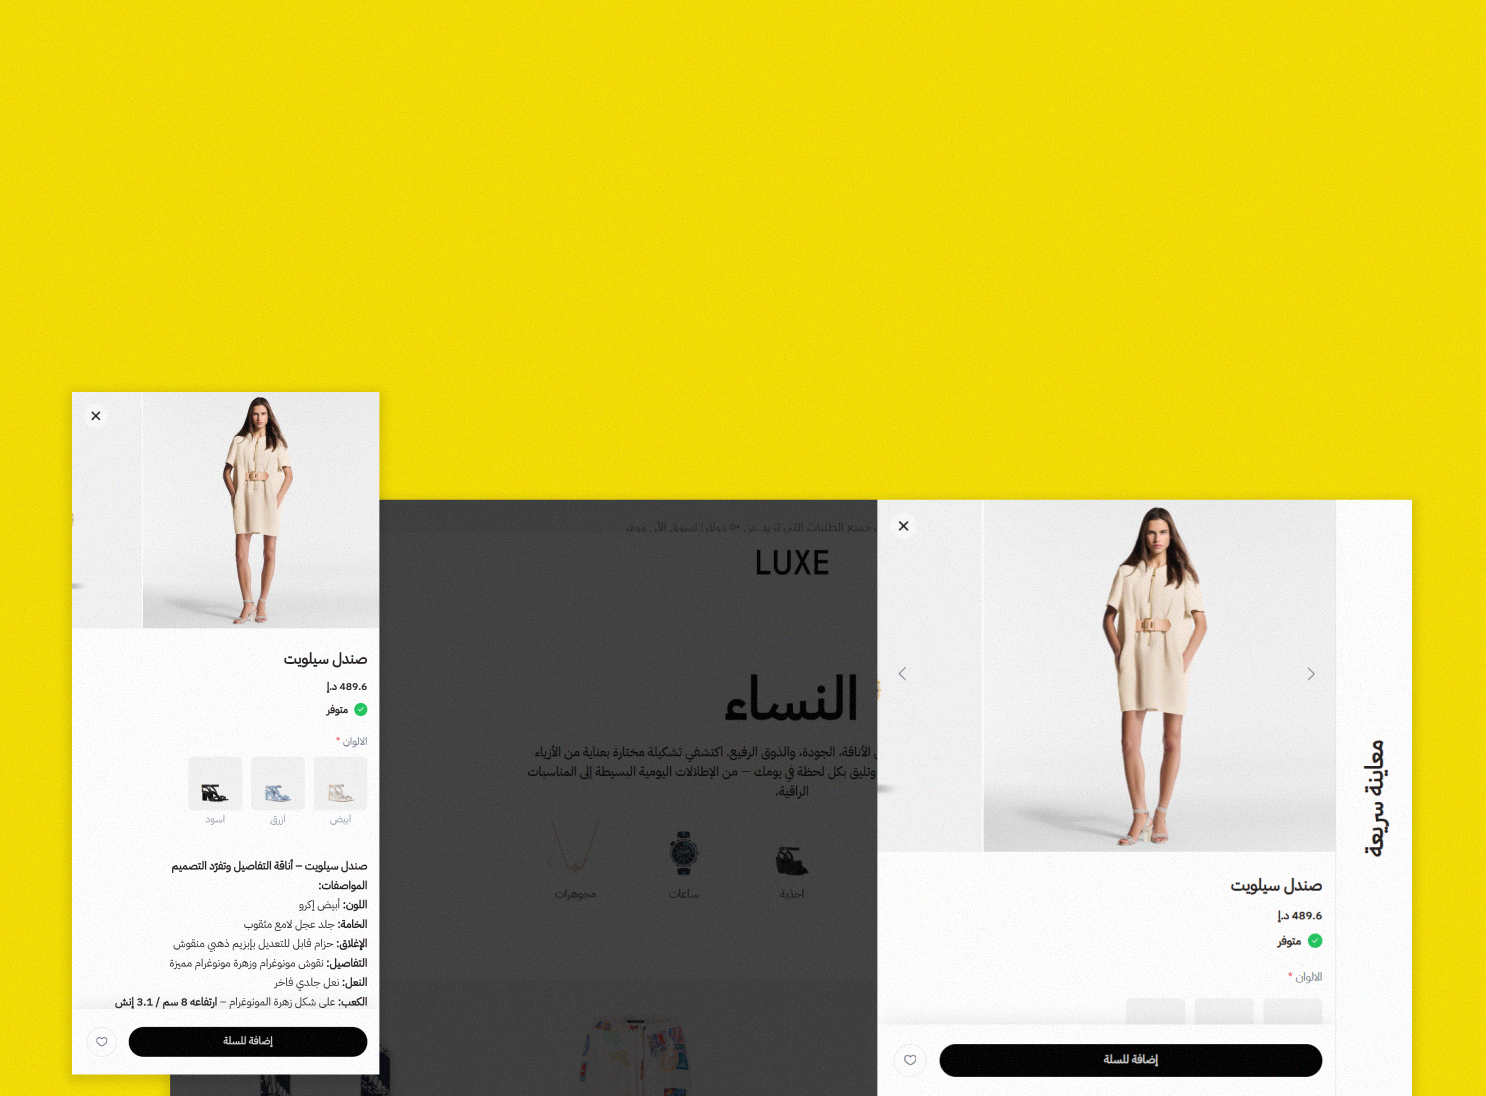 صندل سيلويت
489.6 د.إ
متوفر
الالوان *
ابيض
ازرق
اسود
صندل سيلويت – أناقة التفاصيل وتفرّد التصميم
المواصفات:
اللون: أبيض إكرو
الخامة: جلد عجل لامع مثقوب
الإغلاق: حزام قابل للتعديل بإبزيم ذهبي منقوش
التفاصيل: نقوش مونوغرام وزهرة مونوغرام مميزة
النعل: نعل جلدي فاخر
الكعب: على شكل زهرة المونوغرام – ارتفاعه 8 سم / 3.1 إنش
إضافة للسلة
جميع الطلبات التي تزيد عن ٥٠ دولار! تسوق الآن ووفر
LUXE
النساء
الأناقة، الجودة، والذوق الرفيع. اكتشفي تشكيلة مختارة بعناية من الأزياء
وتليق بكل لحظة في يومك — من الإطلالات اليومية البسيطة إلى المناسبات
الراقية.
احذية
ساعات
مجوهرات
معاينة سريعة
صندل سيلويت
489.6 د.إ
متوفر
الالوان *
إضافة للسلة